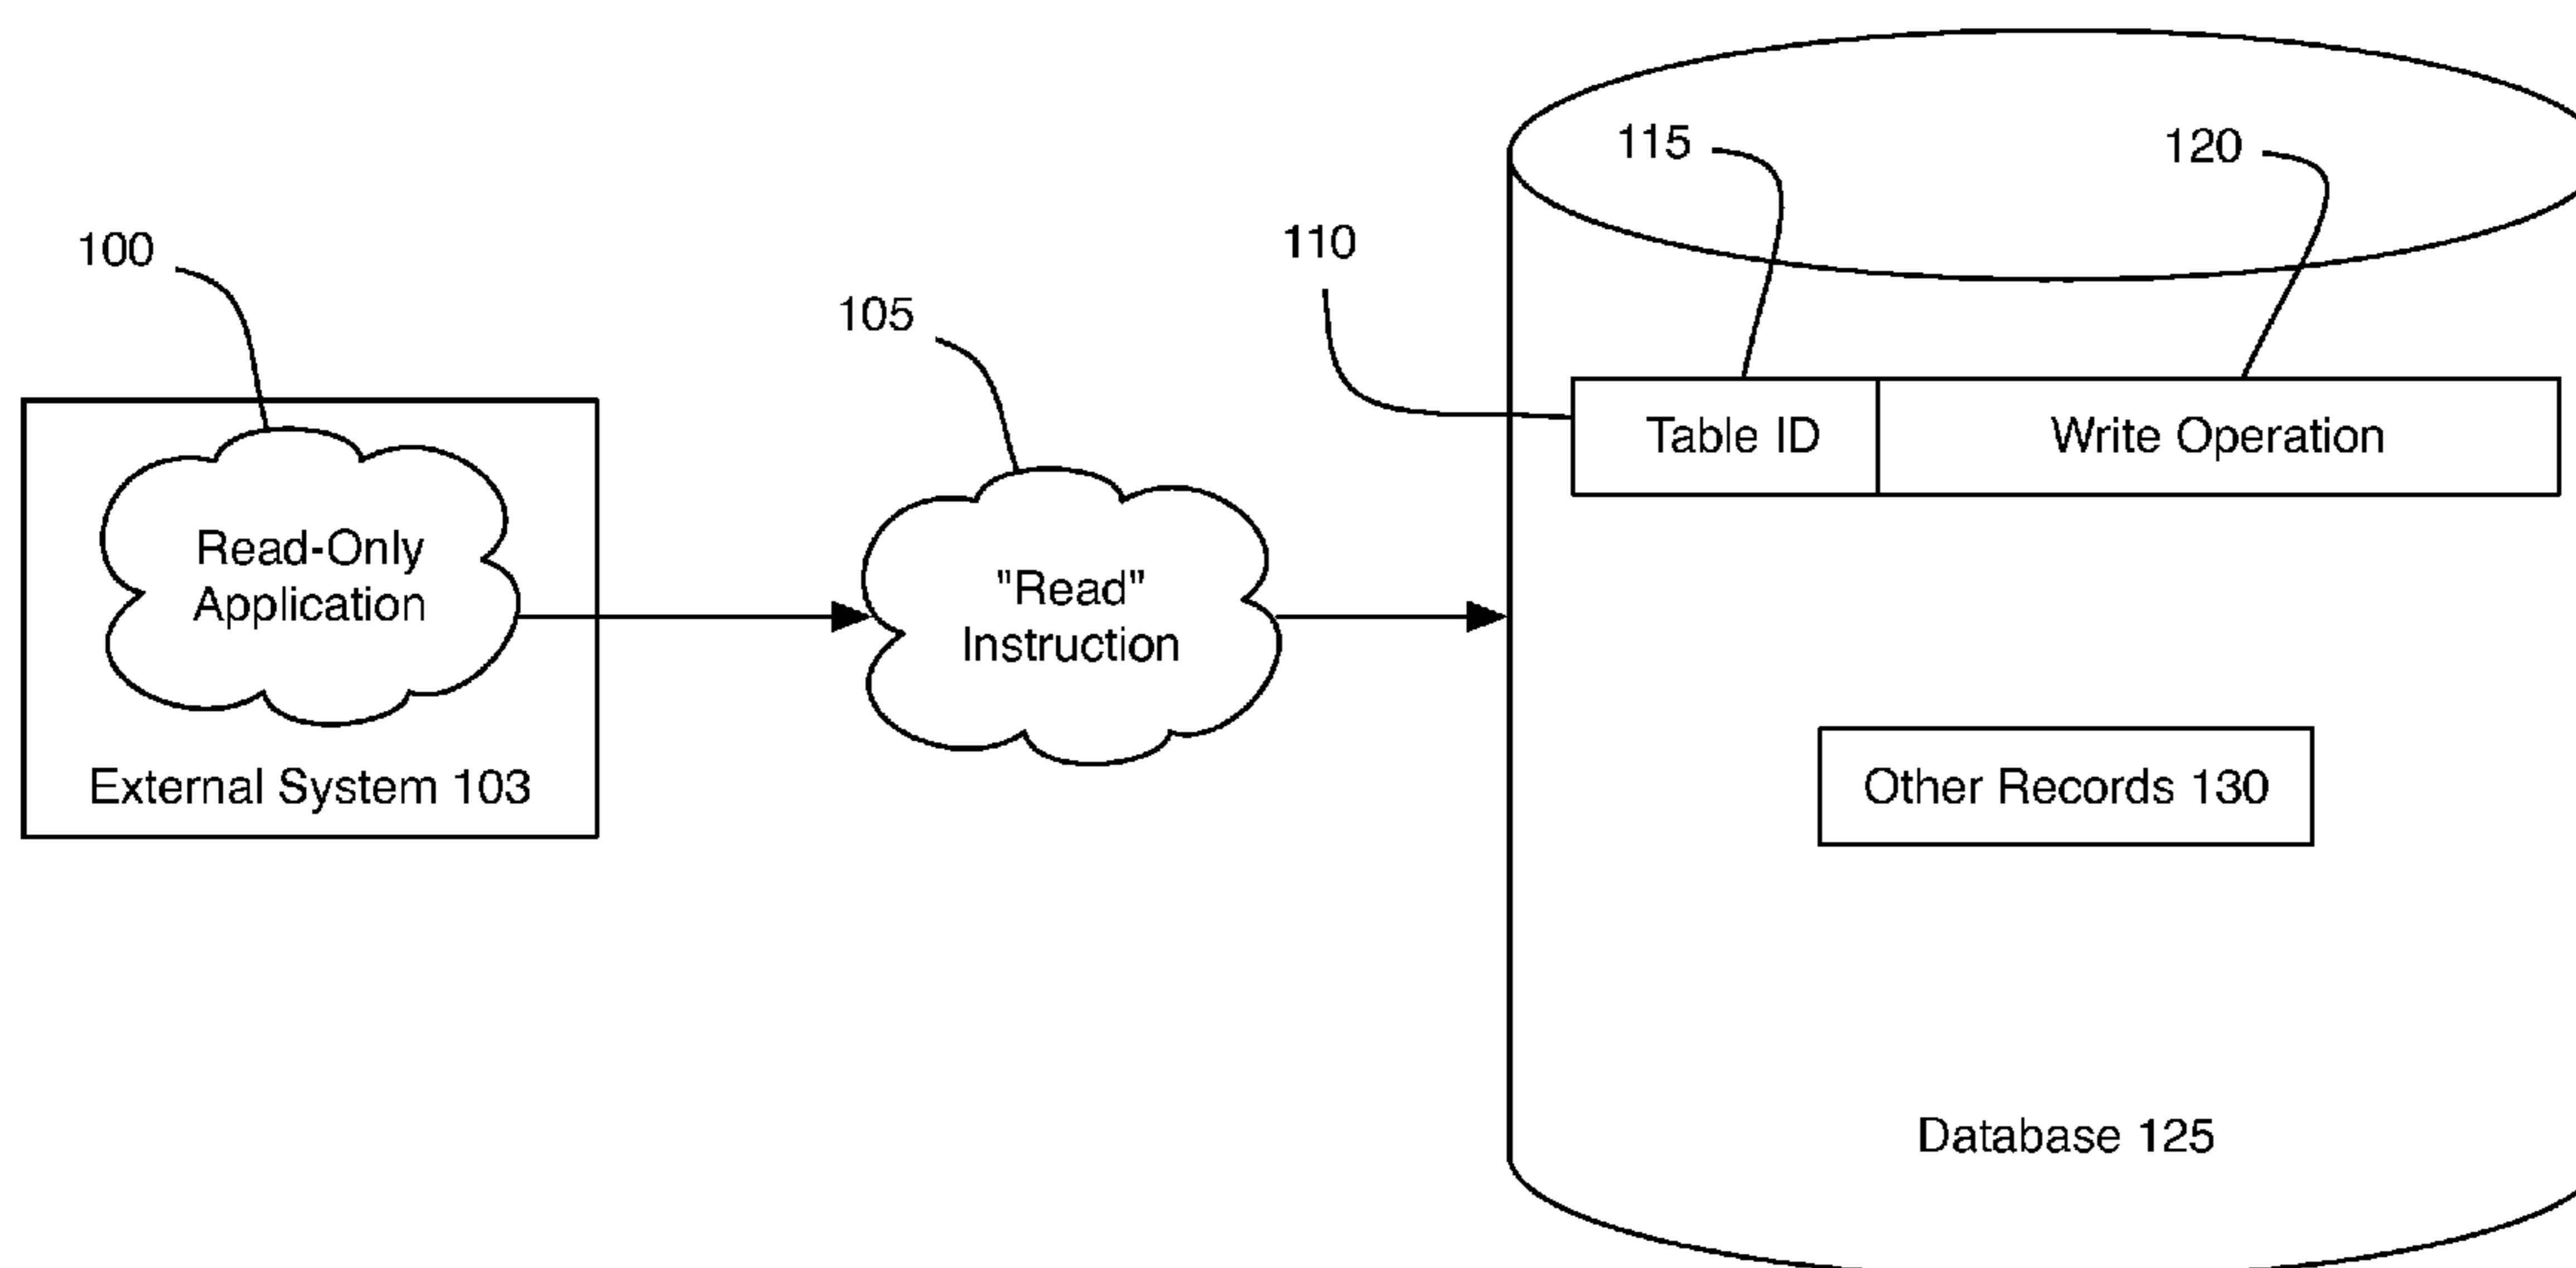 115
120
100
110
105
Table ID
Write Operation
Read-Only
Application
"Read"
Instruction
External System 103
Other Records 130
Database 125